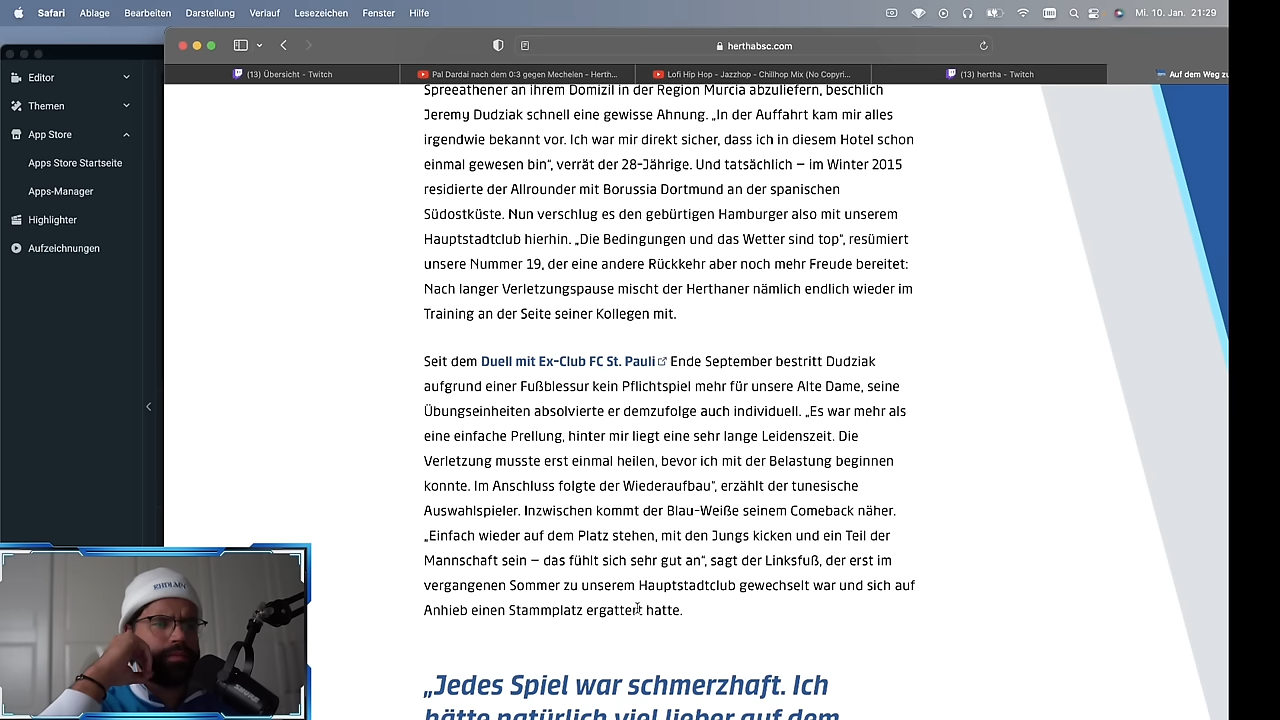 Safari Ablage Bearbeiten Darstellung Verlauf Lesezeichen Fenster Hilfe
Mi. 10. Jan. 21:29
herthabsc.com
(13) Übersicht - Twitch
Pal Dardai nach dem 0:3 gegen Mechelen - Herth...
Lofi Hip Hop - Jazzhop - Chillhop Mix (No Copyri...
(13) hertha - Twitch
Auf dem Weg zu
Editor
Themen
App Store
Apps Store Startseite
Apps-Manager
Highlighter
Aufzeichnungen
Spreeathener an ihrem Domizil in der Region Murcia abzuliefern, beschlich
Jeremy Dudziak schnell eine gewisse Ahnung. „In der Auffahrt kam mir alles
irgendwie bekannt vor. Ich war mir direkt sicher, dass ich in diesem Hotel schon
einmal gewesen bin“, verrät der 28-Jährige. Und tatsächlich – im Winter 2015
residierte der Allrounder mit Borussia Dortmund an der spanischen
Südostküste. Nun verschlug es den gebürtigen Hamburger also mit unserem
Hauptstadtclub hierhin. „Die Bedingungen und das Wetter sind top“, resümiert
unsere Nummer 19, der eine andere Rückkehr aber noch mehr Freude bereitet:
Nach langer Verletzungspause mischt der Herthaner nämlich endlich wieder im
Training an der Seite seiner Kollegen mit.
Seit dem Duell mit Ex-Club FC St. Pauli Ende September bestritt Dudziak
aufgrund einer Fußblessur kein Pflichtspiel mehr für unsere Alte Dame, seine
Übungseinheiten absolvierte er demzufolge auch individuell. „Es war mehr als
eine einfache Prellung, hinter mir liegt eine sehr lange Leidenszeit. Die
Verletzung musste erst einmal heilen, bevor ich mit der Belastung beginnen
konnte. Im Anschluss folgte der Wiederaufbau“, erzählt der tunesische
Auswahlspieler. Inzwischen kommt der Blau-Weiße seinem Comeback näher.
„Einfach wieder auf dem Platz stehen, mit den Jungs kicken und ein Teil der
Mannschaft sein – das fühlt sich sehr gut an“, sagt der Linksfuß, der erst im
vergangenen Sommer zu unserem Hauptstadtclub gewechselt war und sich auf
Anhieb einen Stammplatz ergattert hatte.
„Jedes Spiel war schmerzhaft. Ich
hätte natürlich viel lieber auf dem